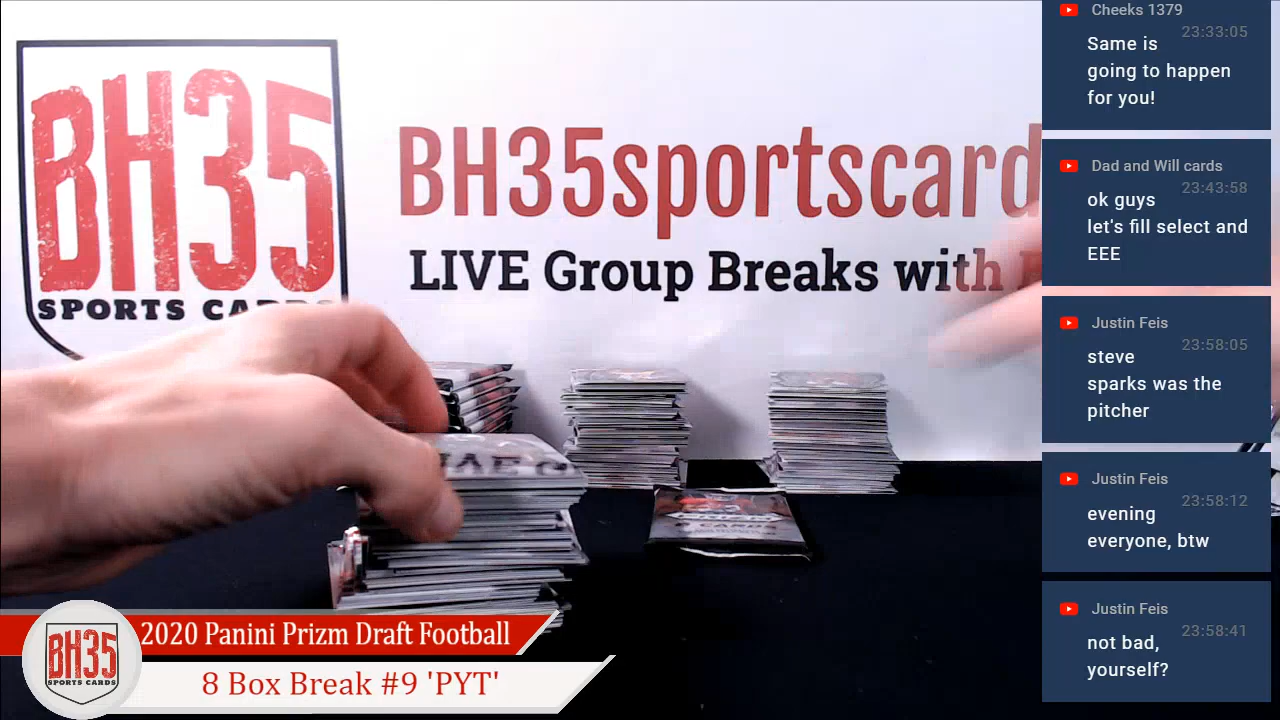 BH35
SPORTS CARDS
BH35sportscard
LIVE Group Breaks with
Cheeks 1379
23:33:05
Same is
going to happen
for you!
Dad and Will cards
23:43:58
ok guys
let's fill select and
EEE
Justin Feis
23:58:05
steve
sparks was the
pitcher
Justin Feis
23:58:12
evening
everyone, btw
Justin Feis
23:58:41
not bad,
yourself?
PRIZM
CARDS
BH35
SPORTS CARDS
2020 Panini Prizm Draft Football
8 Box Break #9 'PYT'